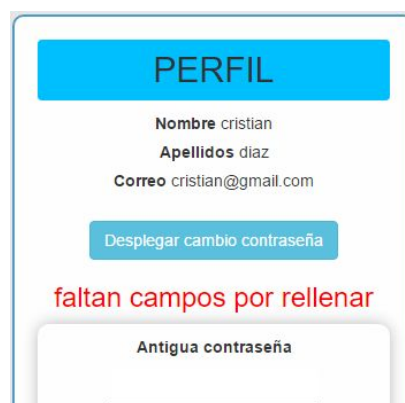 PERFIL
Nombre cristian
Apellidos diaz
Correo cristian@gmail.com
Desplegar cambio contraseña
faltan campos por rellenar
Antigua contraseña